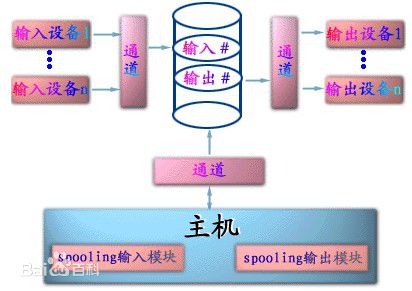 输入设备1
通道
输入#
输出#
通道
输出设备1
输入设备n
输出设备n
通道
主机
spooling输入模块
spooling输出模块
Bai百科